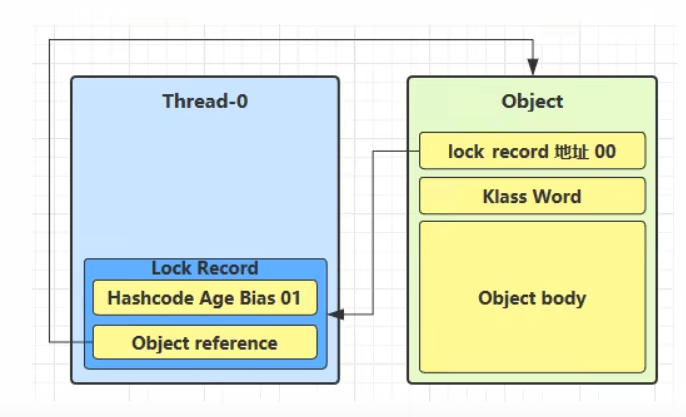 Thread-0
Lock Record
Hashcode Age Bias 01
Object reference
Object
lock record 地址 00
Klass Word
Object body